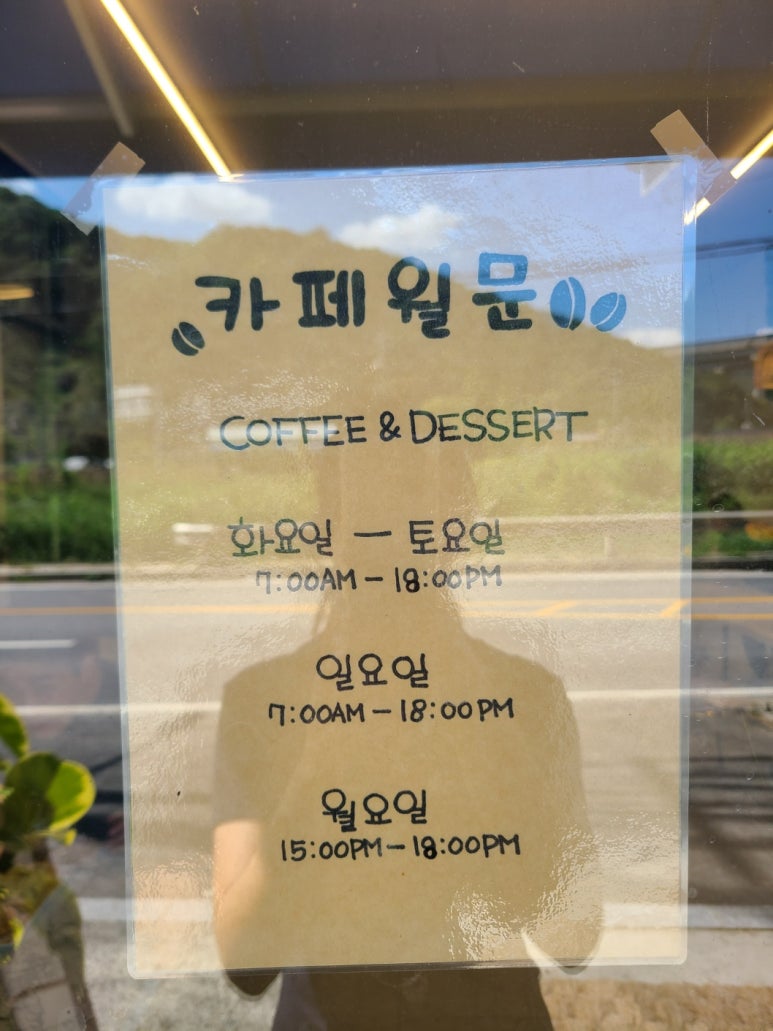 카페월문
COFFEE & DESSERT
화요일 — 토요일
7:00AM — 18:00PM
일요일
7:00AM — 18:00PM
월요일
15:00PM — 18:00PM